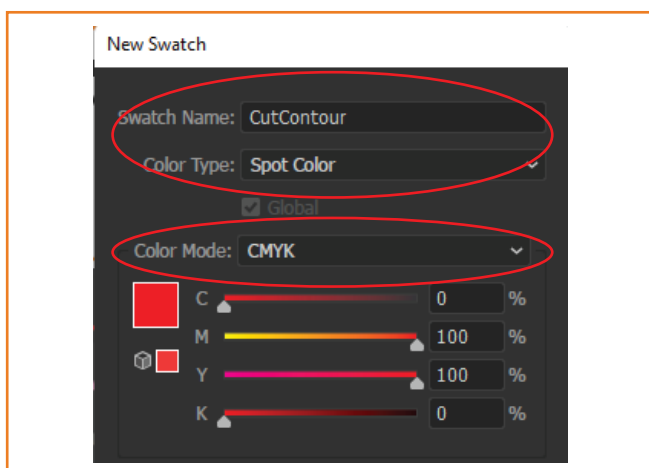 New Swatch
Swatch Name: CutContour
Color Type: Spot Color
Global
Color Mode: CMYK
C 0 %
M 100 %
Y 100 %
K 0 %